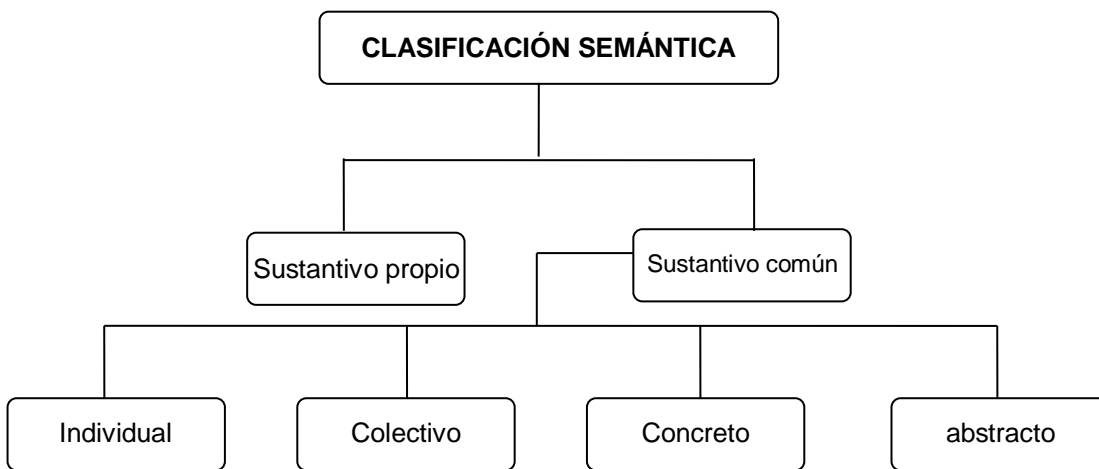 CLASIFICACIÓN SEMÁNTICA
Sustantivo propio
Sustantivo común
Individual
Colectivo
Concreto
abstracto